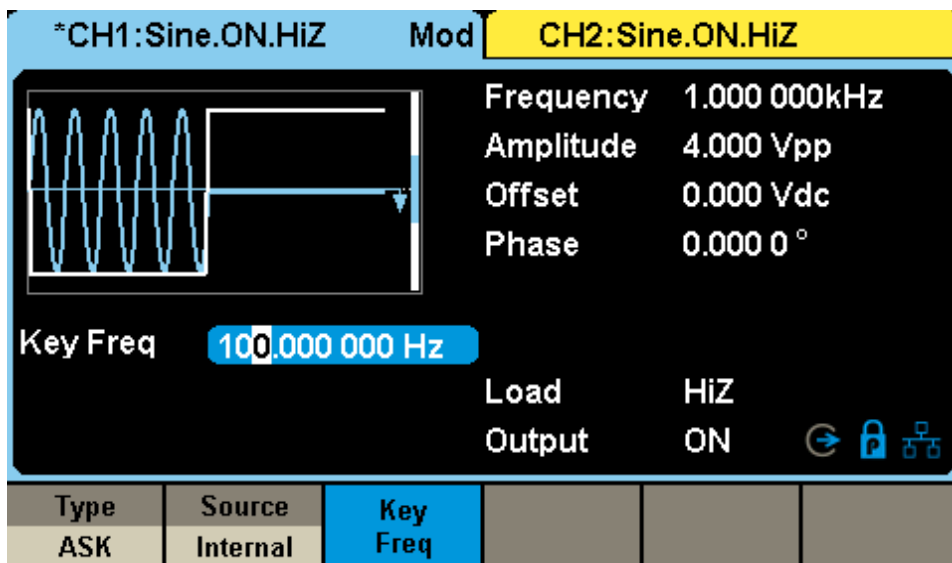 *CH1:Sine.ON.HiZ Mod CH2:Sine.ON.HiZ
Frequency 1.000 000kHz
Amplitude 4.000 Vpp
Offset 0.000 Vdc
Phase 0.000 0 °
Key Freq 100.000 000 Hz
Load HiZ
Output ON
P
Type Source Key
Freq
ASK Internal